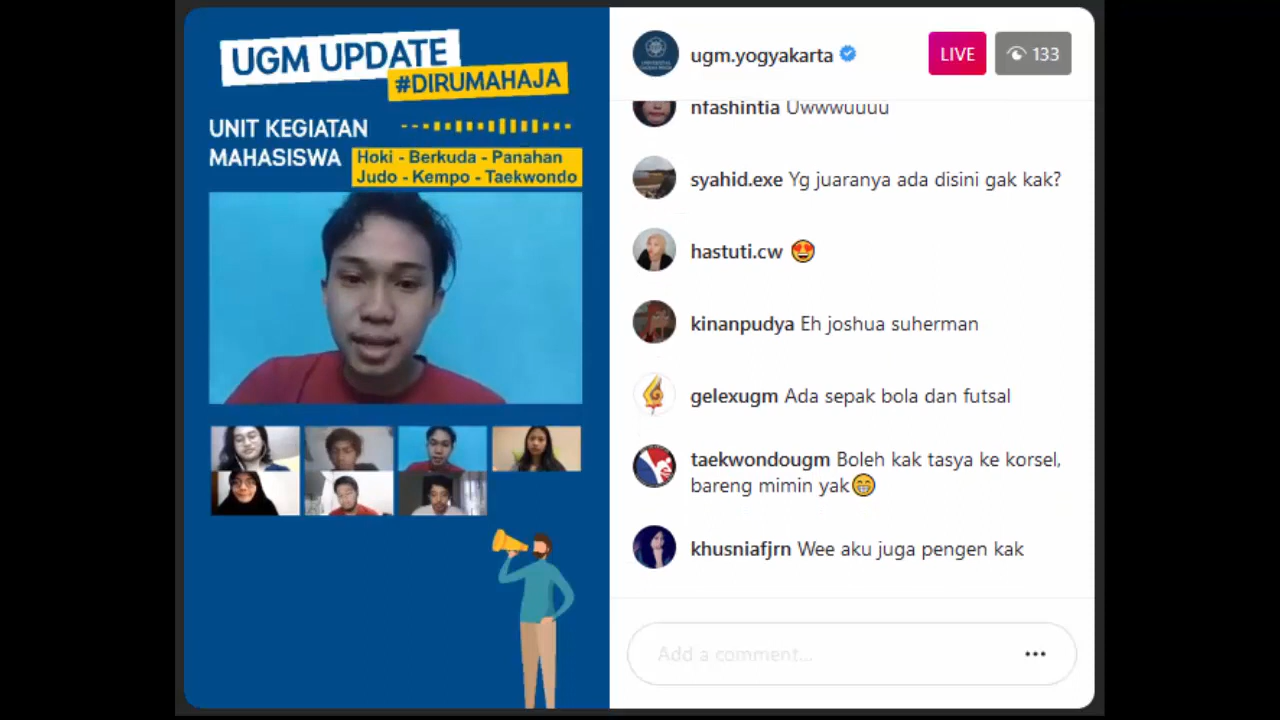 UGM UPDATE
#DIRUMAHAJA
UNIT KEGIATAN
MAHASISWA
Hoki - Berkuda - Panahan
Judo - Kempo - Taekwondo
ugm.yogyakarta
LIVE
133
nfashintia Uwwwuuuu
syahid.exe Yg juaranya ada disini gak kak?
hastuti.cw 😍
kinanpudya Eh joshua suherman
gelexugm Ada sepak bola dan futsal
taekwondougm Boleh kak tasya ke korsel,
bareng mimin yak😁
khusniafjrn Wee aku juga pengen kak
Add a comment...